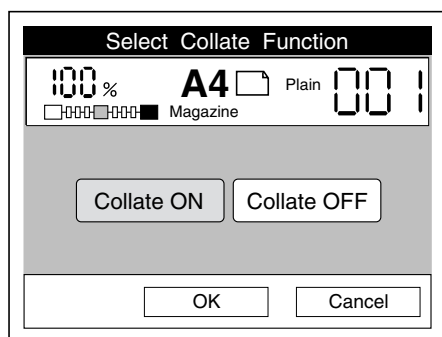 Select Collate Function
100 % A4 Plain 001
Magazine
Collate ON Collate OFF
OK Cancel